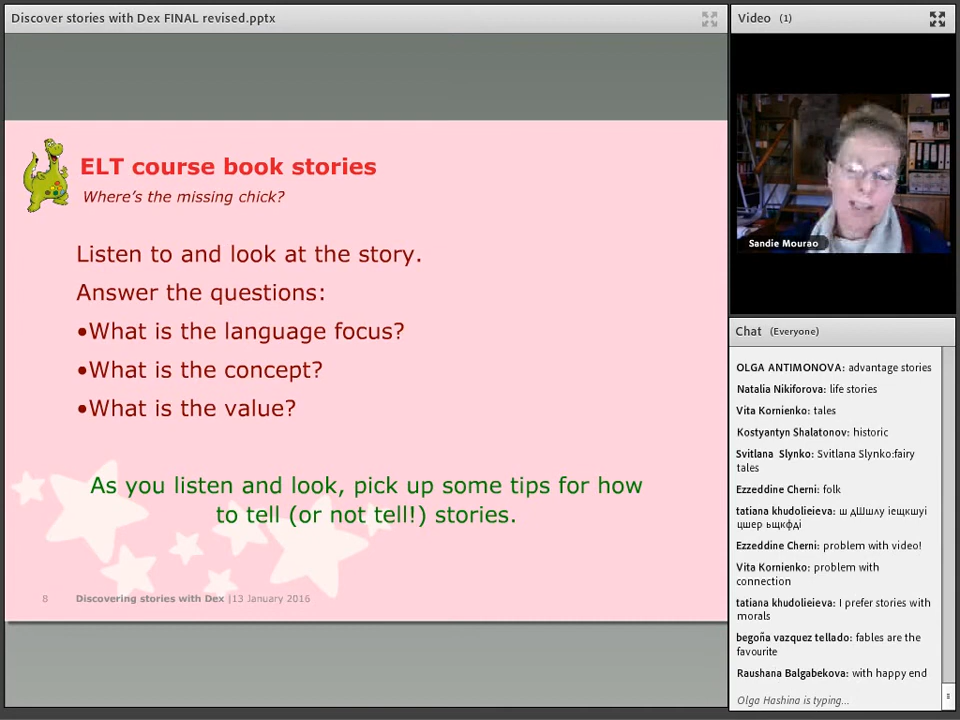 Discover stories with Dex FINAL revised.pptx
ELT course book stories
Where's the missing chick?
Listen to and look at the story.
Answer the questions:
•What is the language focus?
•What is the concept?
•What is the value?
As you listen and look, pick up some tips for how
to tell (or not tell!) stories.
8 Discovering stories with Dex |13 January 2016
Video (1)
Sandie Mourao
Chat (Everyone)
OLGA ANTIMONOVA: advantage stories
Natalia Nikiforova: life stories
Vita Kornienko: tales
Kostyantyn Shalatonov: historic
Svitlana Slynko: Svitlana Slynko:fairy
tales
Ezzeddine Cherni: folk
tatiana khudolieieva: ш дШшлу іещкшуі
цшер ьщкфді
Ezzeddine Cherni: problem with video!
Vita Kornienko: problem with
connection
tatiana khudolieieva: I prefer stories with
morals
begoña vazquez tellado: fables are the
favourite
Raushana Balgabekova: with happy end
Olga Hashina is typing...